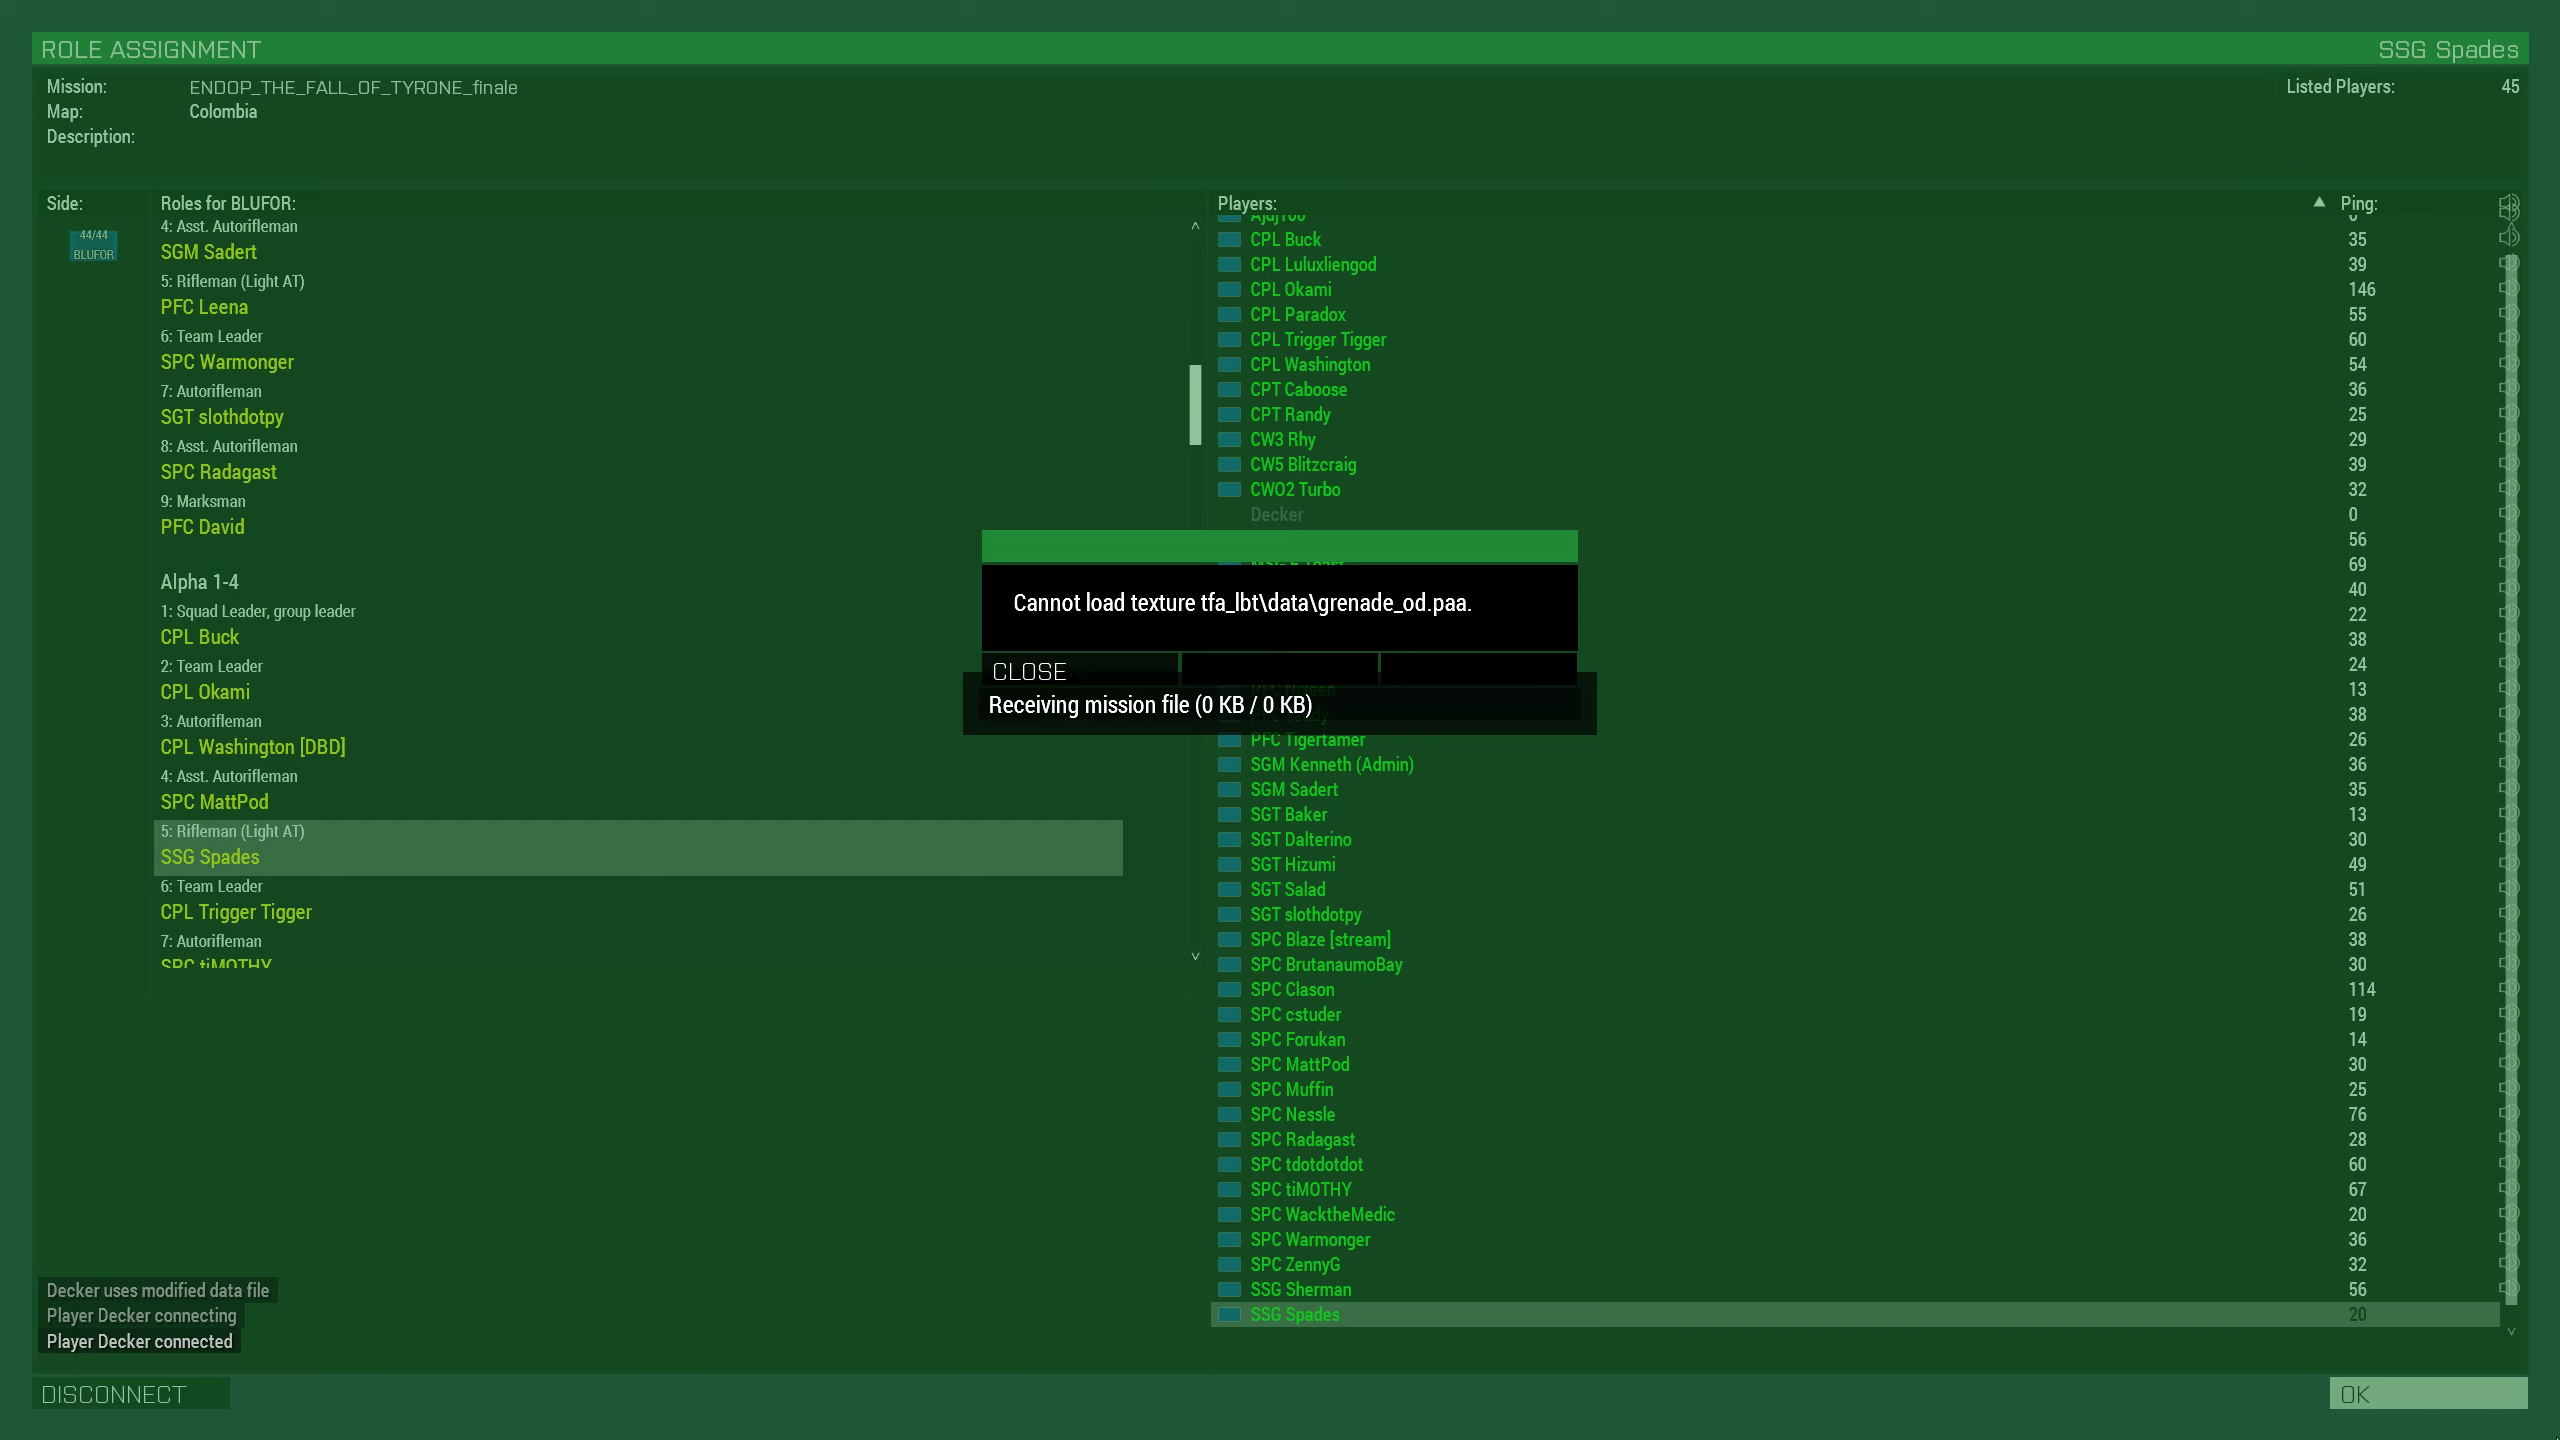 ROLE ASSIGNMENT
SSG Spades
Mission: ENDOP_THE_FALL_OF_TYRONE_finale
Listed Players: 45
Map: Colombia
Description:
Side:
44/44
BLUFOR
Roles for BLUFOR:
4: Asst. Autorifleman
SGM Sadert
5: Rifleman (Light AT)
PFC Leena
6: Team Leader
SPC Warmonger
7: Autorifleman
SGT slothdotpy
8: Asst. Autorifleman
SPC Radagast
9: Marksman
PFC David
Alpha 1-4
1: Squad Leader, group leader
CPL Buck
2: Team Leader
CPL Okami
3: Autorifleman
CPL Washington [DBD]
4: Asst. Autorifleman
SPC MattPod
5: Rifleman (Light AT)
SSG Spades
6: Team Leader
CPL Trigger Tigger
7: Autorifleman
SPC tiMOTHY
Players: Ping:
CPL Buck 35
CPL Luluxliengod 39
CPL Okami 146
CPL Paradox 55
CPL Trigger Tigger 60
CPL Washington 54
CPT Caboose 36
CPT Randy 25
CW3 Rhy 29
CW5 Blitzcraig 39
CWO2 Turbo 32
Decker 0
56
69
40
22
38
24
13
38
PFC Tigertamer 26
SGM Kenneth (Admin) 36
SGM Sadert 35
SGT Baker 13
SGT Dalterino 30
SGT Hizumi 49
SGT Salad 51
SGT slothdotpy 26
SPC Blaze [stream] 38
SPC BrutanaumoBay 30
SPC Clason 114
SPC cstuder 19
SPC Forukan 14
SPC MattPod 30
SPC Muffin 25
SPC Nessle 76
SPC Radagast 28
SPC tdotdotdot 60
SPC tiMOTHY 67
SPC WacktheMedic 20
SPC Warmonger 36
SPC ZennyG 32
SSG Sherman 56
SSG Spades 20
Cannot load texture tfa_lbt\data\grenade_od.paa.
CLOSE
Receiving mission file (0 KB / 0 KB)
Decker uses modified data file
Player Decker connecting
Player Decker connected
DISCONNECT
OK